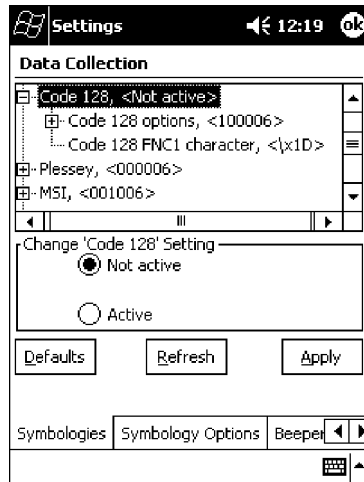 Settings 12:19 ok
Data Collection
Code 128, <Not active>
Code 128 options, <100006>
Code 128 FNC1 character, <\x1D>
Plessey, <000006>
MSI, <001006>
Change 'Code 128' Setting
Not active
Active
Defaults Refresh Apply
Symbologies Symbology Options Beeper